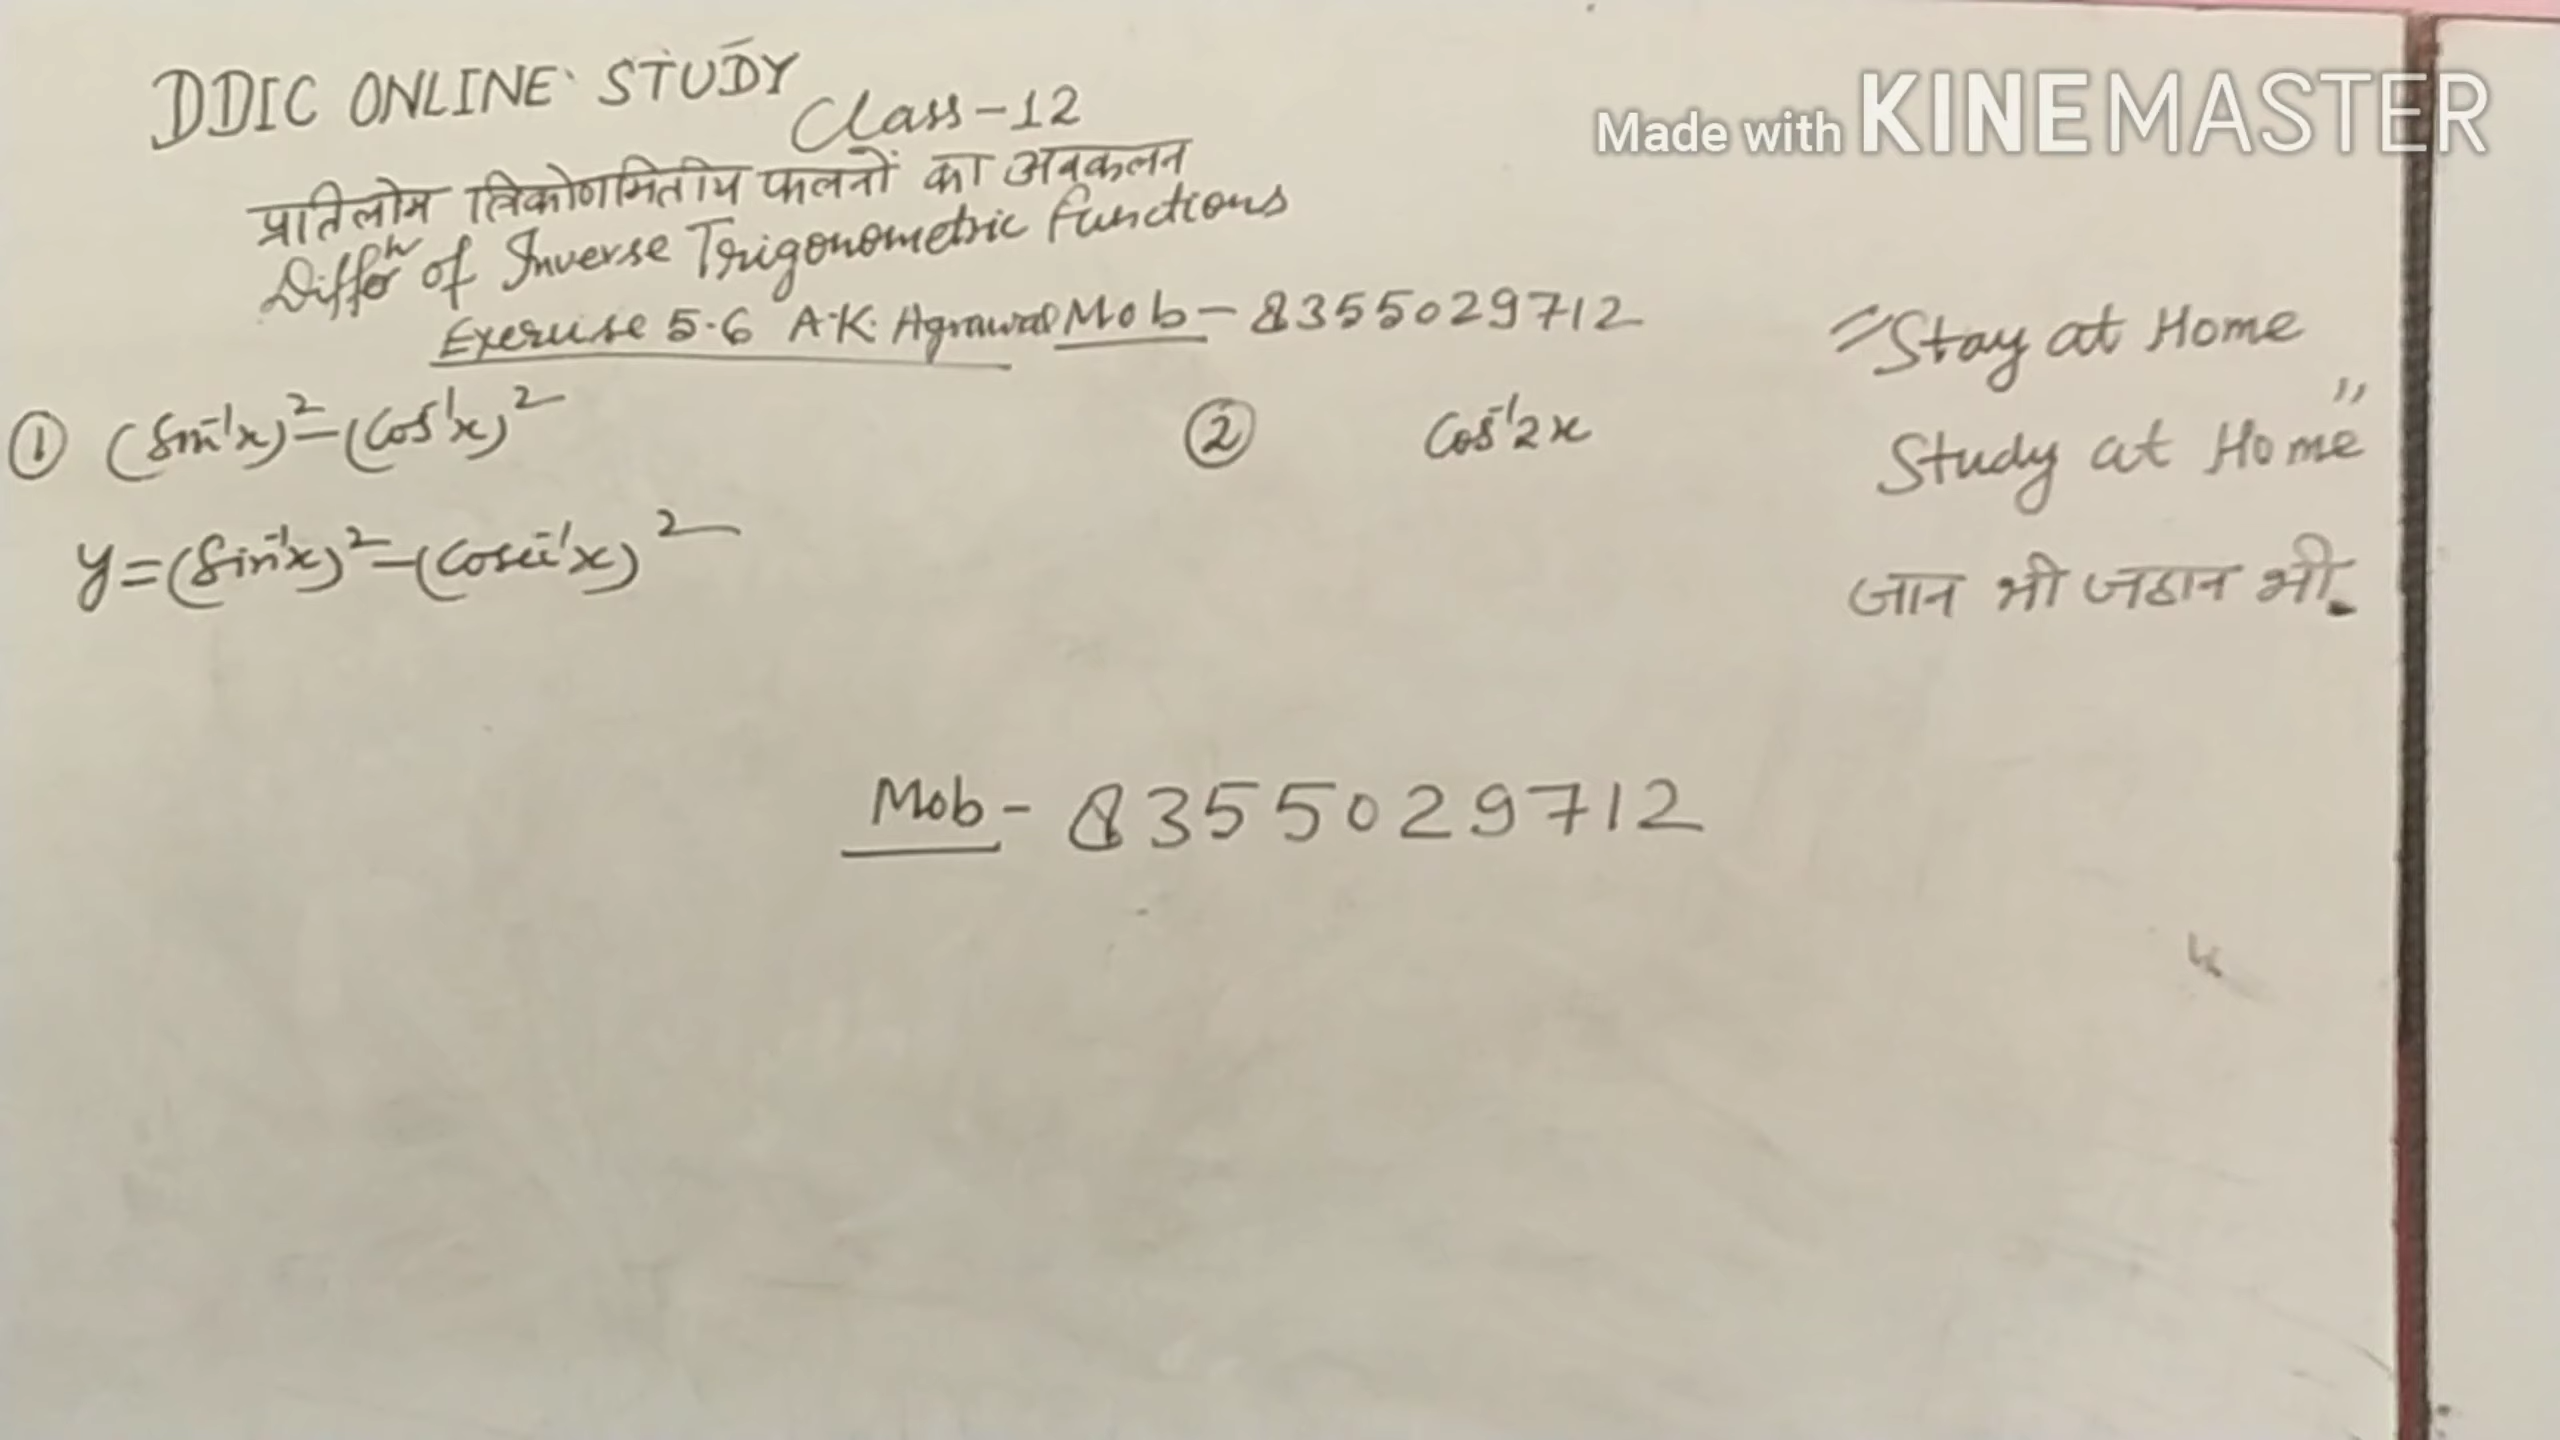 DDIC ONLINE STUDY
Class-12
Made with KINEMASTER
प्रतिलोम त्रिकोणमितीय फलनों का अवकलन
Diffn of Inverse Trigonometric Functions
Exercise 5.6 A.K. Agrawal Mob - 8355029712
"Stay at Home
① (Sin⁻¹x)² - (Cos⁻¹x)²
② Cos⁻¹2x
Study at Home"
y = (Sin⁻¹x)² - (Cosec⁻¹x)²
जान भी जहान भी.
Mob - 8355029712